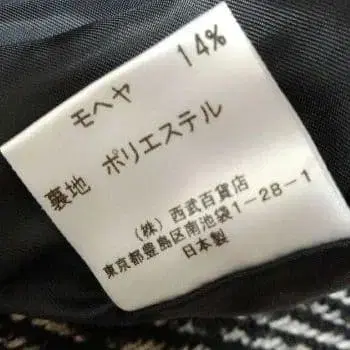 モヘヤ 14%
裏地 ポリエステル
(株) 西武百貨店
東京都豊島区南池袋1-28-1
日本製